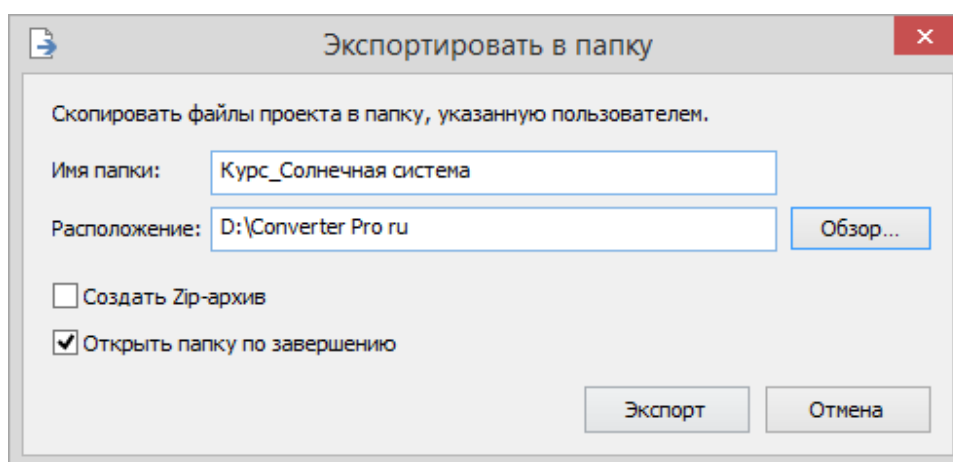 Экспортировать в папку
Скопировать файлы проекта в папку, указанную пользователем.
Имя папки: Курс_Солнечная система
Расположение: D:\Converter Pro ru Обзор...
Создать Zip-архив
Открыть папку по завершению
Экспорт Отмена